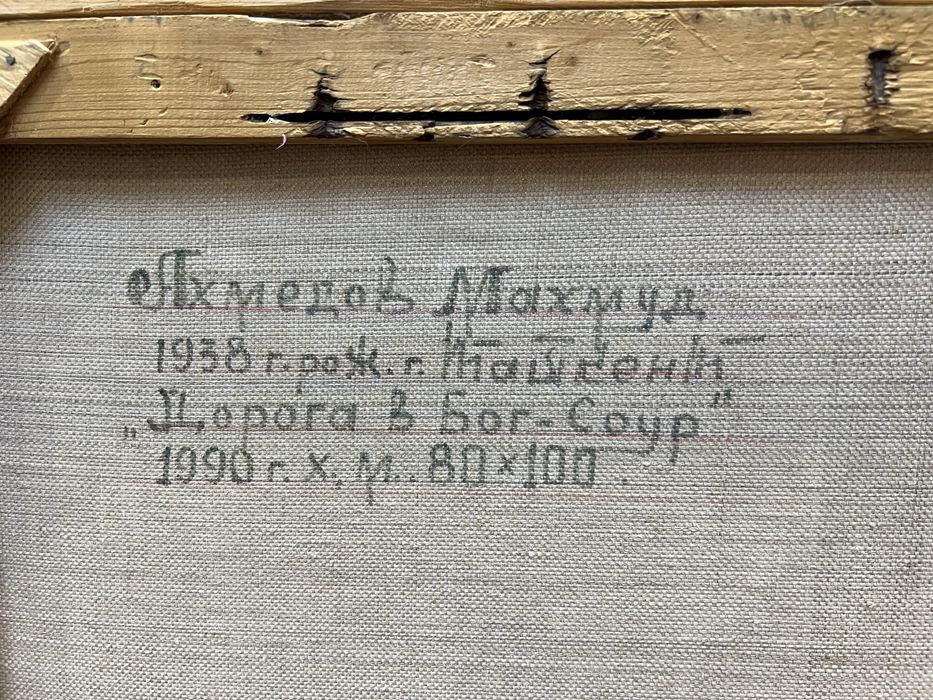 Ахмедов Махмуд
1938 г. рож. г. Ташкент
„Дорога в Бог-Соур"
1990 г. х. м. 80×100.